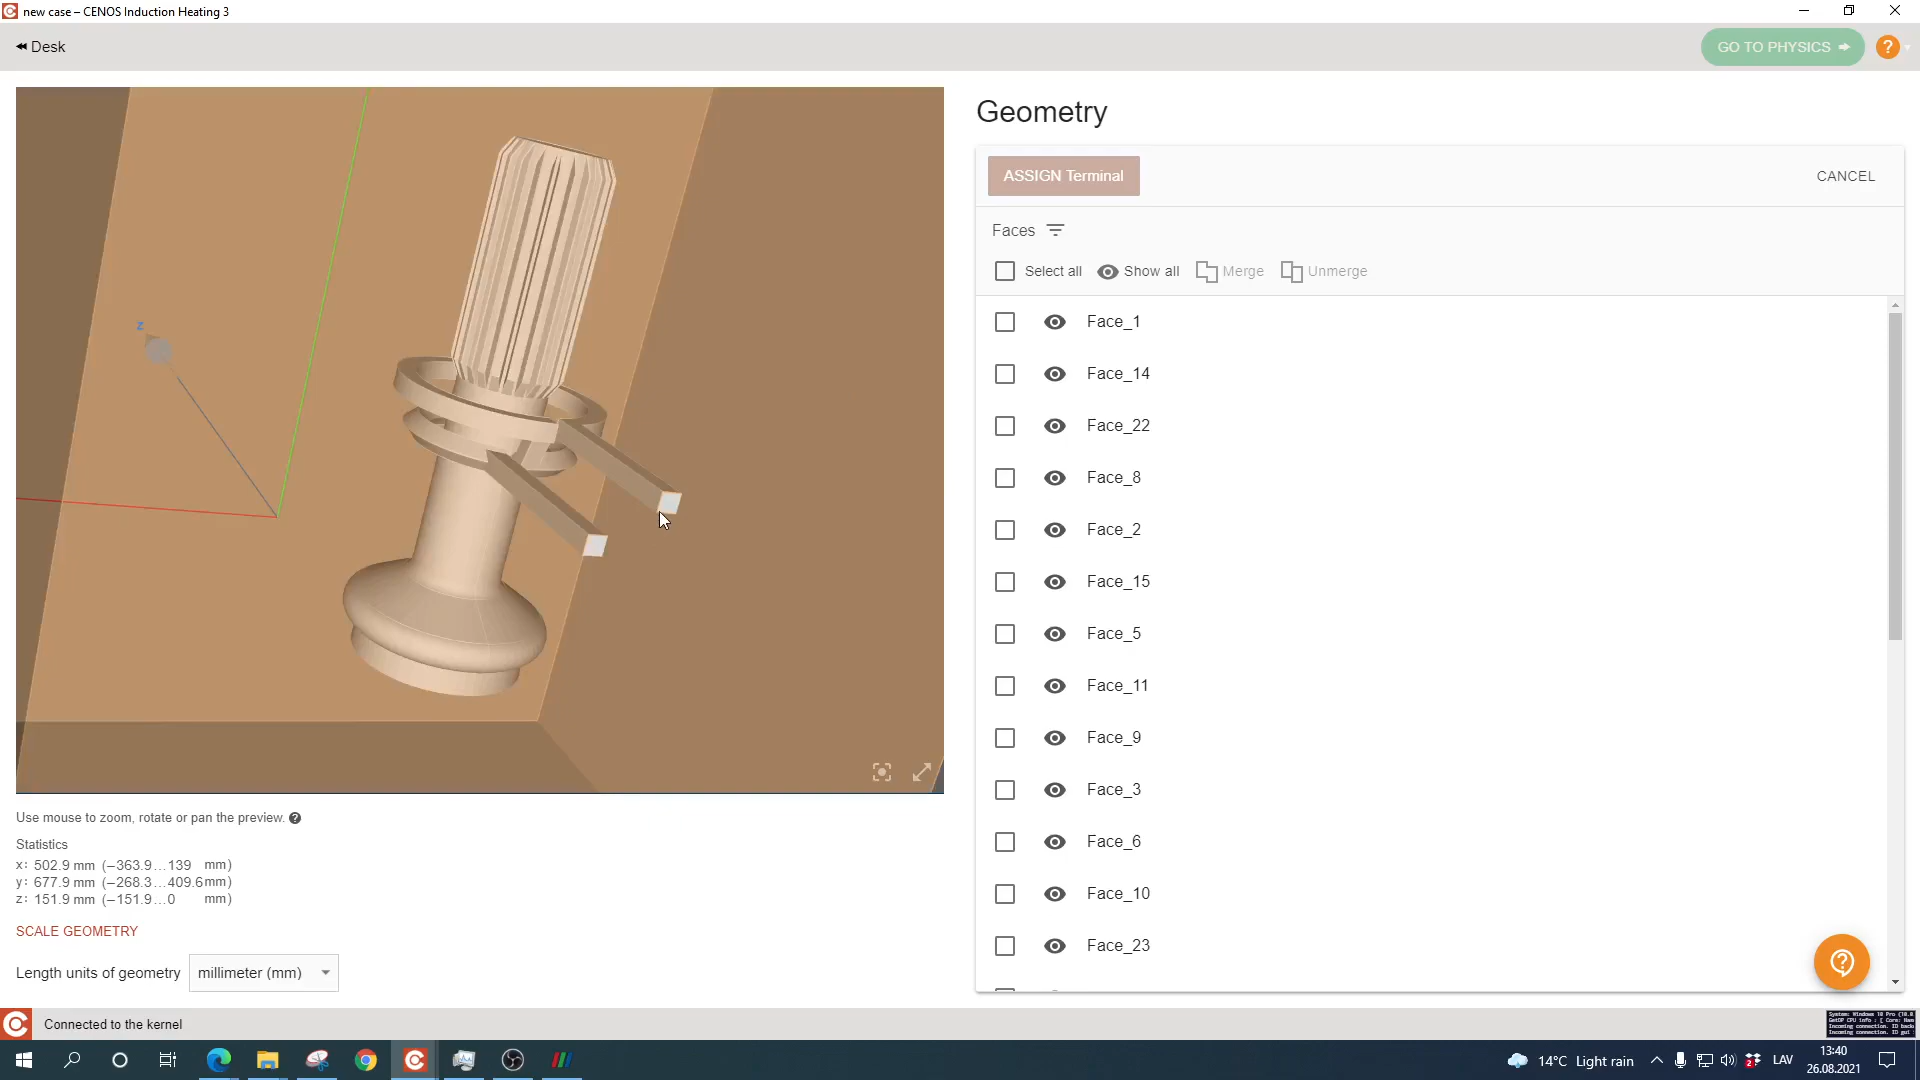 new case – CENOS Induction Heating 3
Desk
GO TO PHYSICS
?
Geometry
ASSIGN Terminal
CANCEL
Faces
Select all
Show all
Merge
Unmerge
Face_1
Face_14
Face_22
Face_8
Face_2
Face_15
Face_5
Face_11
Face_9
Face_3
Face_6
Face_10
Face_23
z
Use mouse to zoom, rotate or pan the preview. ?
Statistics
x: 502.9 mm (−363.9…139 mm)
y: 677.9 mm (−268.3…409.6 mm)
z: 151.9 mm (−151.9…0 mm)
SCALE GEOMETRY
Length units of geometry millimeter (mm)
Connected to the kernel
14°C Light rain
LAV
13:40
26.08.2021